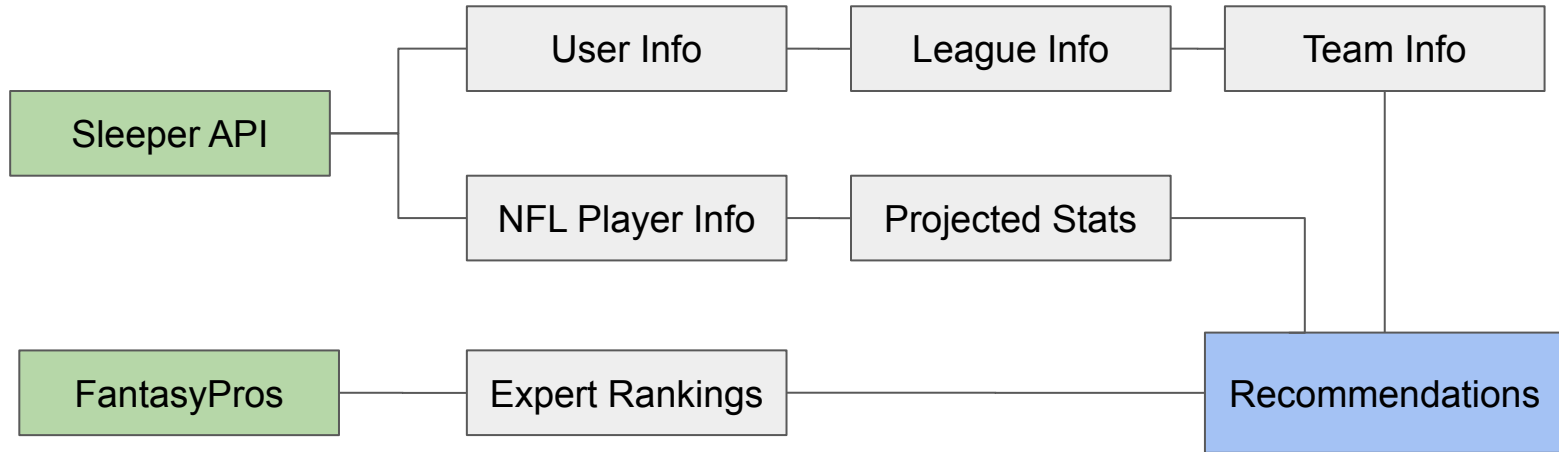 User Info
League Info
Team Info
Sleeper API
NFL Player Info
Projected Stats
FantasyPros
Expert Rankings
Recommendations